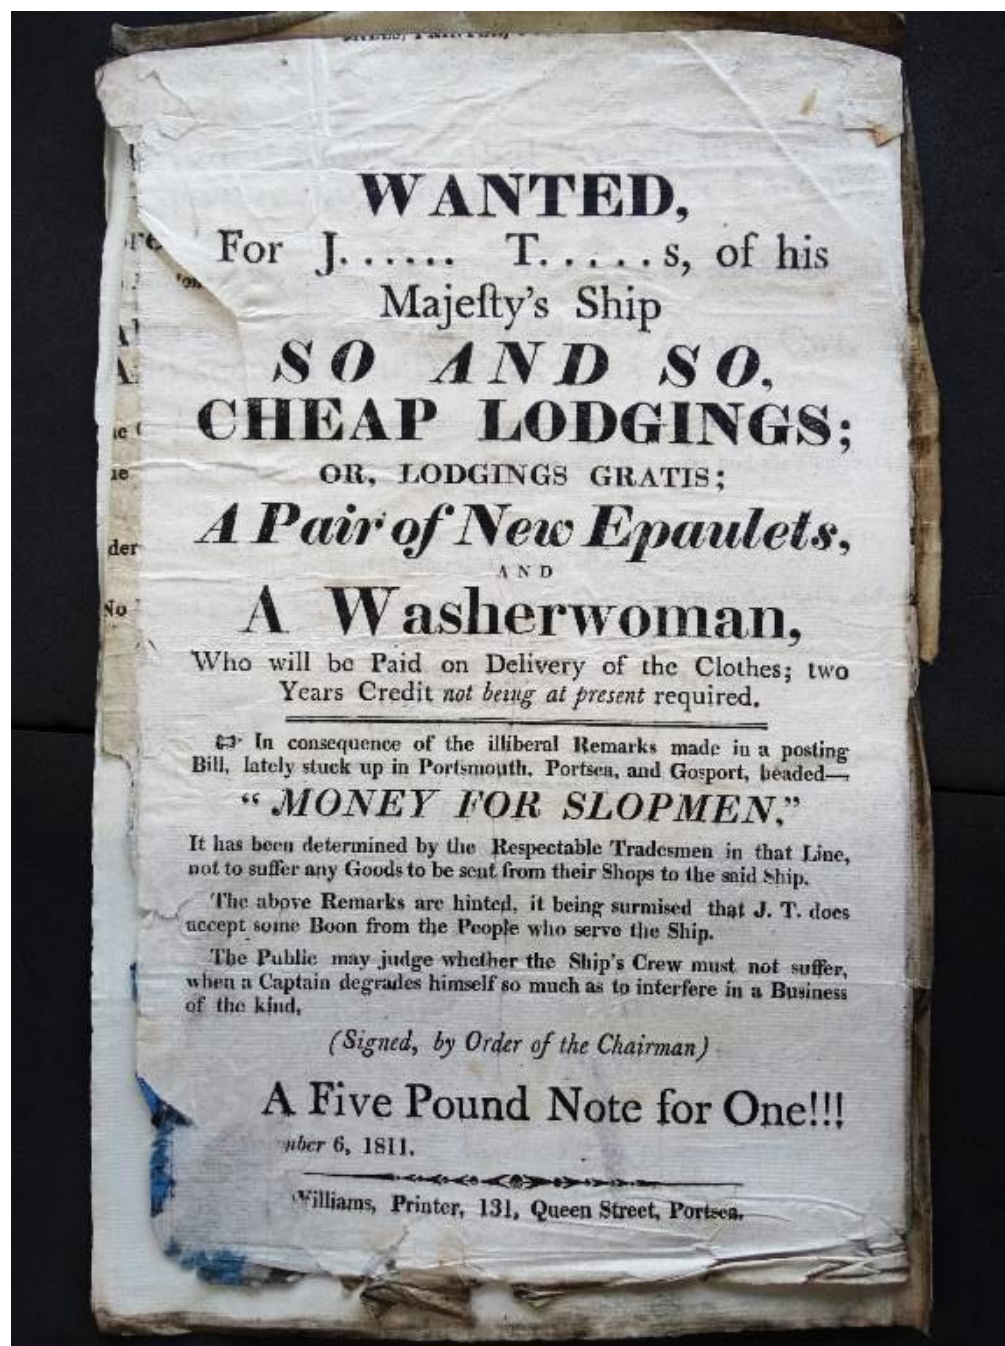 WANTED,
For J...... T.....s, of his
Majeſty's Ship
SO AND SO,
CHEAP LODGINGS;
OR, LODGINGS GRATIS;
A Pair of New Epaulets,
AND
A Washerwoman,
Who will be Paid on Delivery of the Clothes; two
Years Credit not being at present required.
☞ In consequence of the illiberal Remarks made in a posting
Bill, lately stuck up in Portsmouth, Portsea, and Gosport, headed—
“MONEY FOR SLOPMEN.”
It has been determined by the Respectable Tradesmen in that Line,
not to suffer any Goods to be sent from their Shops to the said Ship.
The above Remarks are hinted, it being surmised that J. T. does
accept some Boon from the People who serve the Ship.
The Public may judge whether the Ship's Crew must not suffer,
when a Captain degrades himself so much as to interfere in a Business
of the kind,
(Signed, by Order of the Chairman)
A Five Pound Note for One!!!
mber 6, 1811.
Williams, Printer, 131, Queen Street, Portsea.
der
No